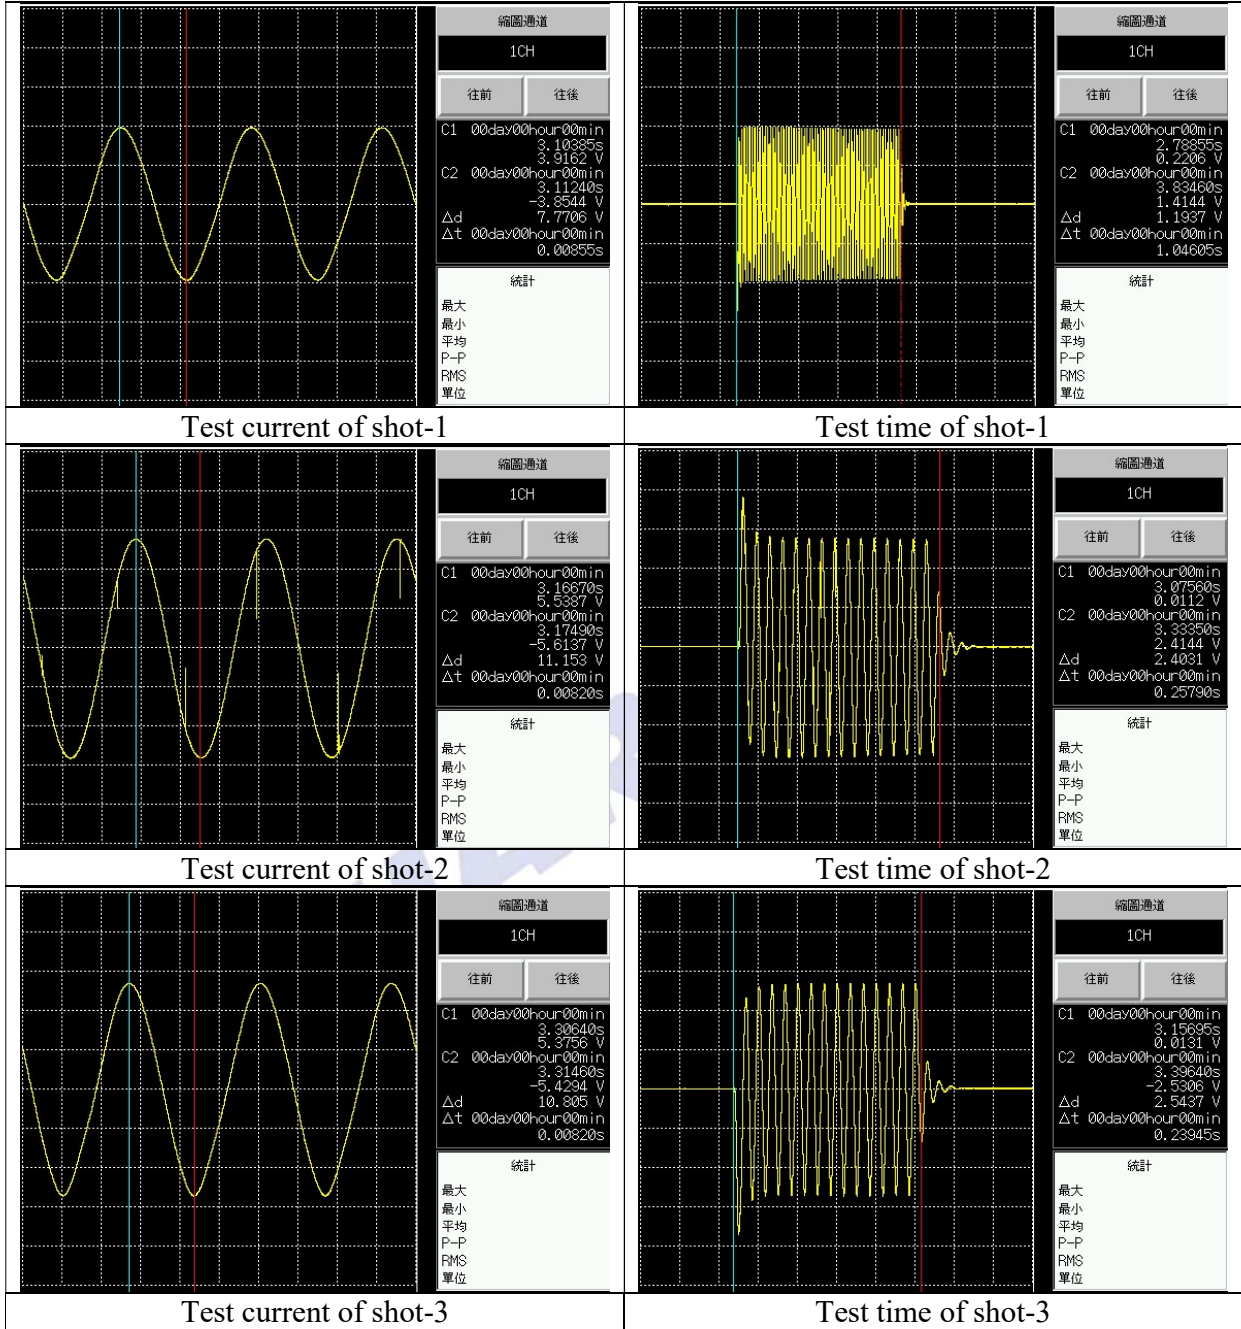 縮圖通道
1CH
往前 往後
C1 00day00hour00min
3.10385s
3.9162 V
C2 00day00hour00min
3.11240s
-3.8544 V
△d 7.7706 V
△t 00day00hour00min
0.00855s
統計
最大
最小
平均
P-P
RMS
單位
縮圖通道
1CH
往前 往後
C1 00day00hour00min
2.78855s
0.2206 V
C2 00day00hour00min
3.83460s
1.4144 V
△d 1.1937 V
△t 00day00hour00min
1.04605s
統計
最大
最小
平均
P-P
RMS
單位
Test current of shot-1
Test time of shot-1
縮圖通道
1CH
往前 往後
C1 00day00hour00min
3.16670s
5.5387 V
C2 00day00hour00min
3.17490s
-5.6137 V
△d 11.153 V
△t 00day00hour00min
0.00820s
統計
最大
最小
平均
P-P
RMS
單位
縮圖通道
1CH
往前 往後
C1 00day00hour00min
3.07560s
0.0112 V
C2 00day00hour00min
3.33350s
2.4144 V
△d 2.4031 V
△t 00day00hour00min
0.25790s
統計
最大
最小
平均
P-P
RMS
單位
Test current of shot-2
Test time of shot-2
縮圖通道
1CH
往前 往後
C1 00day00hour00min
3.30640s
5.3756 V
C2 00day00hour00min
3.31460s
-5.4294 V
△d 10.805 V
△t 00day00hour00min
0.00820s
統計
最大
最小
平均
P-P
RMS
單位
縮圖通道
1CH
往前 往後
C1 00day00hour00min
3.15695s
0.0131 V
C2 00day00hour00min
3.39640s
-2.5306 V
△d 2.5437 V
△t 00day00hour00min
0.23945s
統計
最大
最小
平均
P-P
RMS
單位
Test current of shot-3
Test time of shot-3